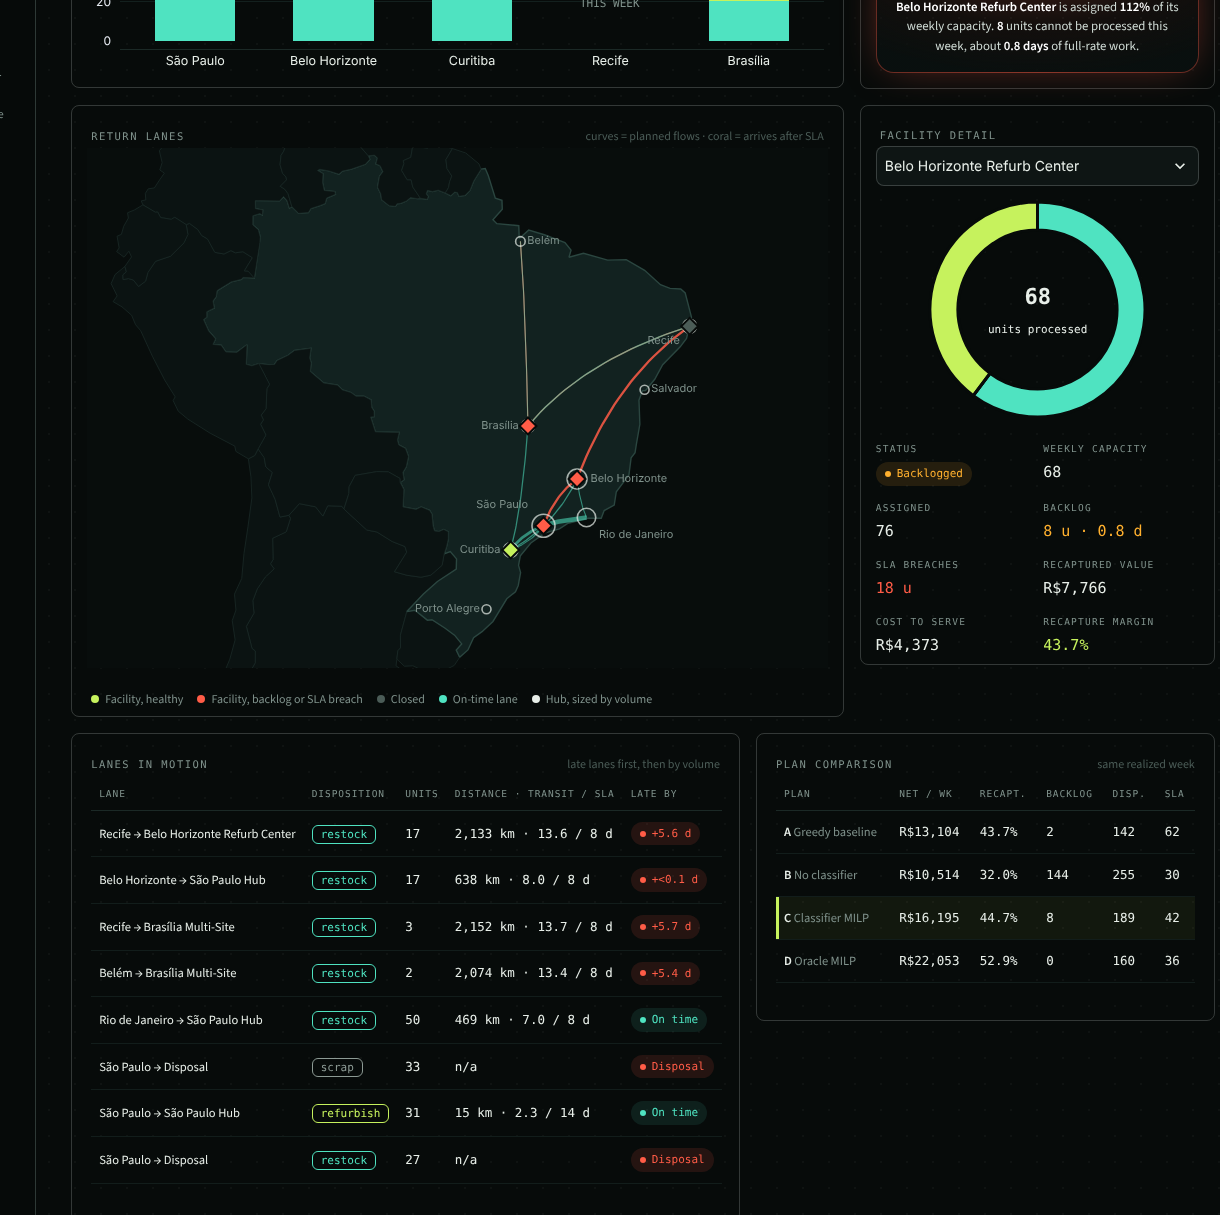 20
0
THIS WEEK
São Paulo
Belo Horizonte
Curitiba
Recife
Brasília
Belo Horizonte Refurb Center is assigned 112% of its
weekly capacity. 8 units cannot be processed this
week, about 0.8 days of full-rate work.
RETURN LANES
curves = planned flows · coral = arrives after SLA
Belém
Recife
Salvador
Brasília
Belo Horizonte
São Paulo
Rio de Janeiro
Curitiba
Porto Alegre
Facility, healthy
Facility, backlog or SLA breach
Closed
On-time lane
Hub, sized by volume
FACILITY DETAIL
Belo Horizonte Refurb Center
68
units processed
STATUS
WEEKLY CAPACITY
Backlogged
68
ASSIGNED
BACKLOG
76
8 u · 0.8 d
SLA BREACHES
RECAPTURED VALUE
18 u
R$7,766
COST TO SERVE
RECAPTURE MARGIN
R$4,373
43.7%
LANES IN MOTION
late lanes first, then by volume
LANE DISPOSITION UNITS DISTANCE · TRANSIT / SLA LATE BY
Recife → Belo Horizonte Refurb Center restock 17 2,133 km · 13.6 / 8 d +5.6 d
Belo Horizonte → São Paulo Hub restock 17 638 km · 8.0 / 8 d +<0.1 d
Recife → Brasília Multi-Site restock 3 2,152 km · 13.7 / 8 d +5.7 d
Belém → Brasília Multi-Site restock 2 2,074 km · 13.4 / 8 d +5.4 d
Rio de Janeiro → São Paulo Hub restock 50 469 km · 7.0 / 8 d On time
São Paulo → Disposal scrap 33 n/a Disposal
São Paulo → São Paulo Hub refurbish 31 15 km · 2.3 / 14 d On time
São Paulo → Disposal restock 27 n/a Disposal
PLAN COMPARISON
same realized week
PLAN NET / WK RECAPT. BACKLOG DISP. SLA
A Greedy baseline R$13,104 43.7% 2 142 62
B No classifier R$10,514 32.0% 144 255 30
C Classifier MILP R$16,195 44.7% 8 189 42
D Oracle MILP R$22,053 52.9% 0 160 36